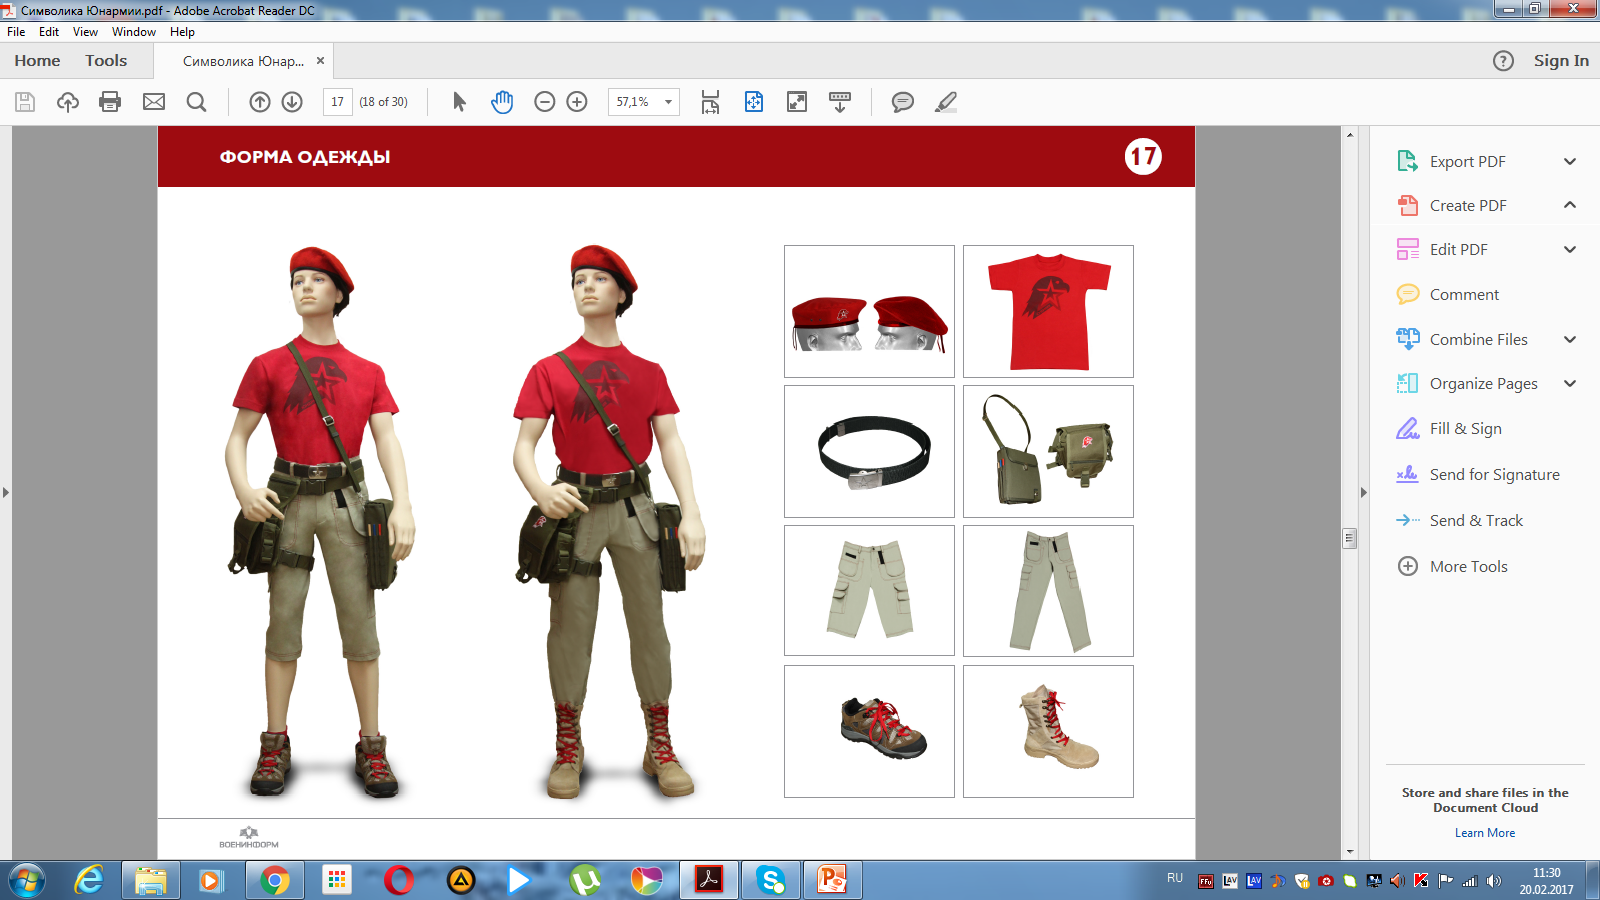 Символика Юнармии.pdf - Adobe Acrobat Reader DC
File Edit View Window Help
Home Tools Символика Юнар... × Sign In
17 (18 of 30) 57,1%
ФОРМА ОДЕЖДЫ 17
Export PDF
Create PDF
Edit PDF
Comment
Combine Files
Organize Pages
Fill & Sign
Send for Signature
Send & Track
More Tools
Store and share files in the
Document Cloud
Learn More
ВОЕНИНФОРМ
RU
11:30
20.02.2017